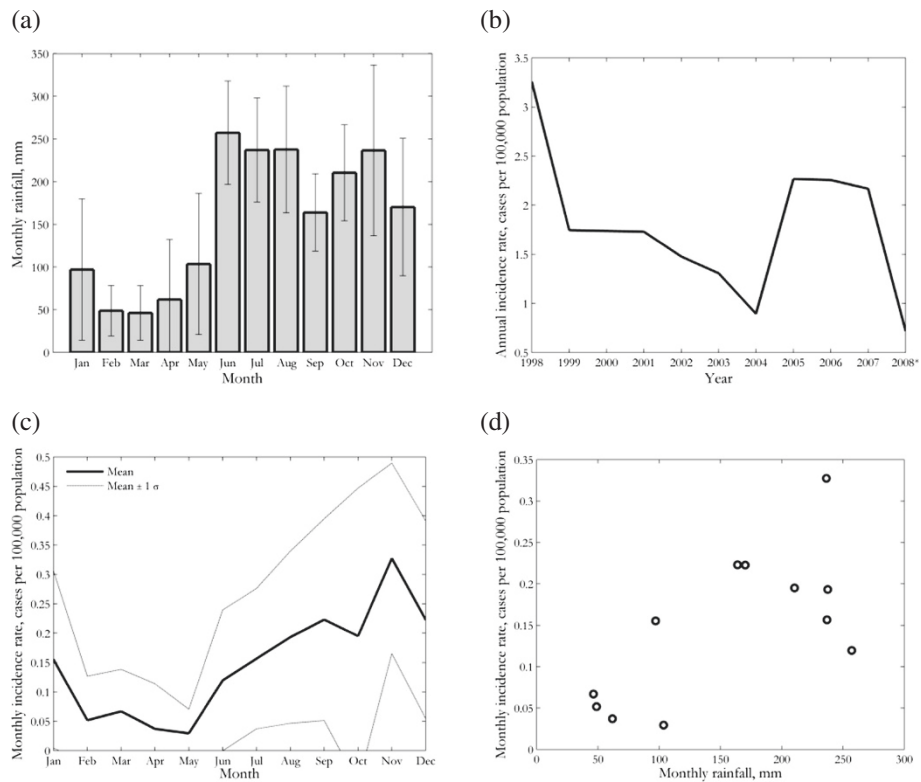 (a)
Monthly rainfall, mm
350
300
250
200
150
100
50
0
Jan Feb Mar Apr May Jun Jul Aug Sep Oct Nov Dec
Month
(b)
Annual incidence rate, cases per 100,000 population
3.5
3
2.5
2
1.5
1
0.5
1998 1999 2000 2001 2002 2003 2004 2005 2006 2007 2008*
Year
(c)
Monthly incidence rate, cases per 100,000 population
0.5
0.45
0.4
0.35
0.3
0.25
0.2
0.15
0.1
0.05
0
Mean
Mean ± 1 σ
Jan Feb Mar Apr May Jun Jul Aug Sep Oct Nov Dec
Month
(d)
Monthly incidence rate, cases per 100,000 population
0.35
0.3
0.25
0.2
0.15
0.1
0.05
0
0 50 100 150 200 250 300
Monthly rainfall, mm